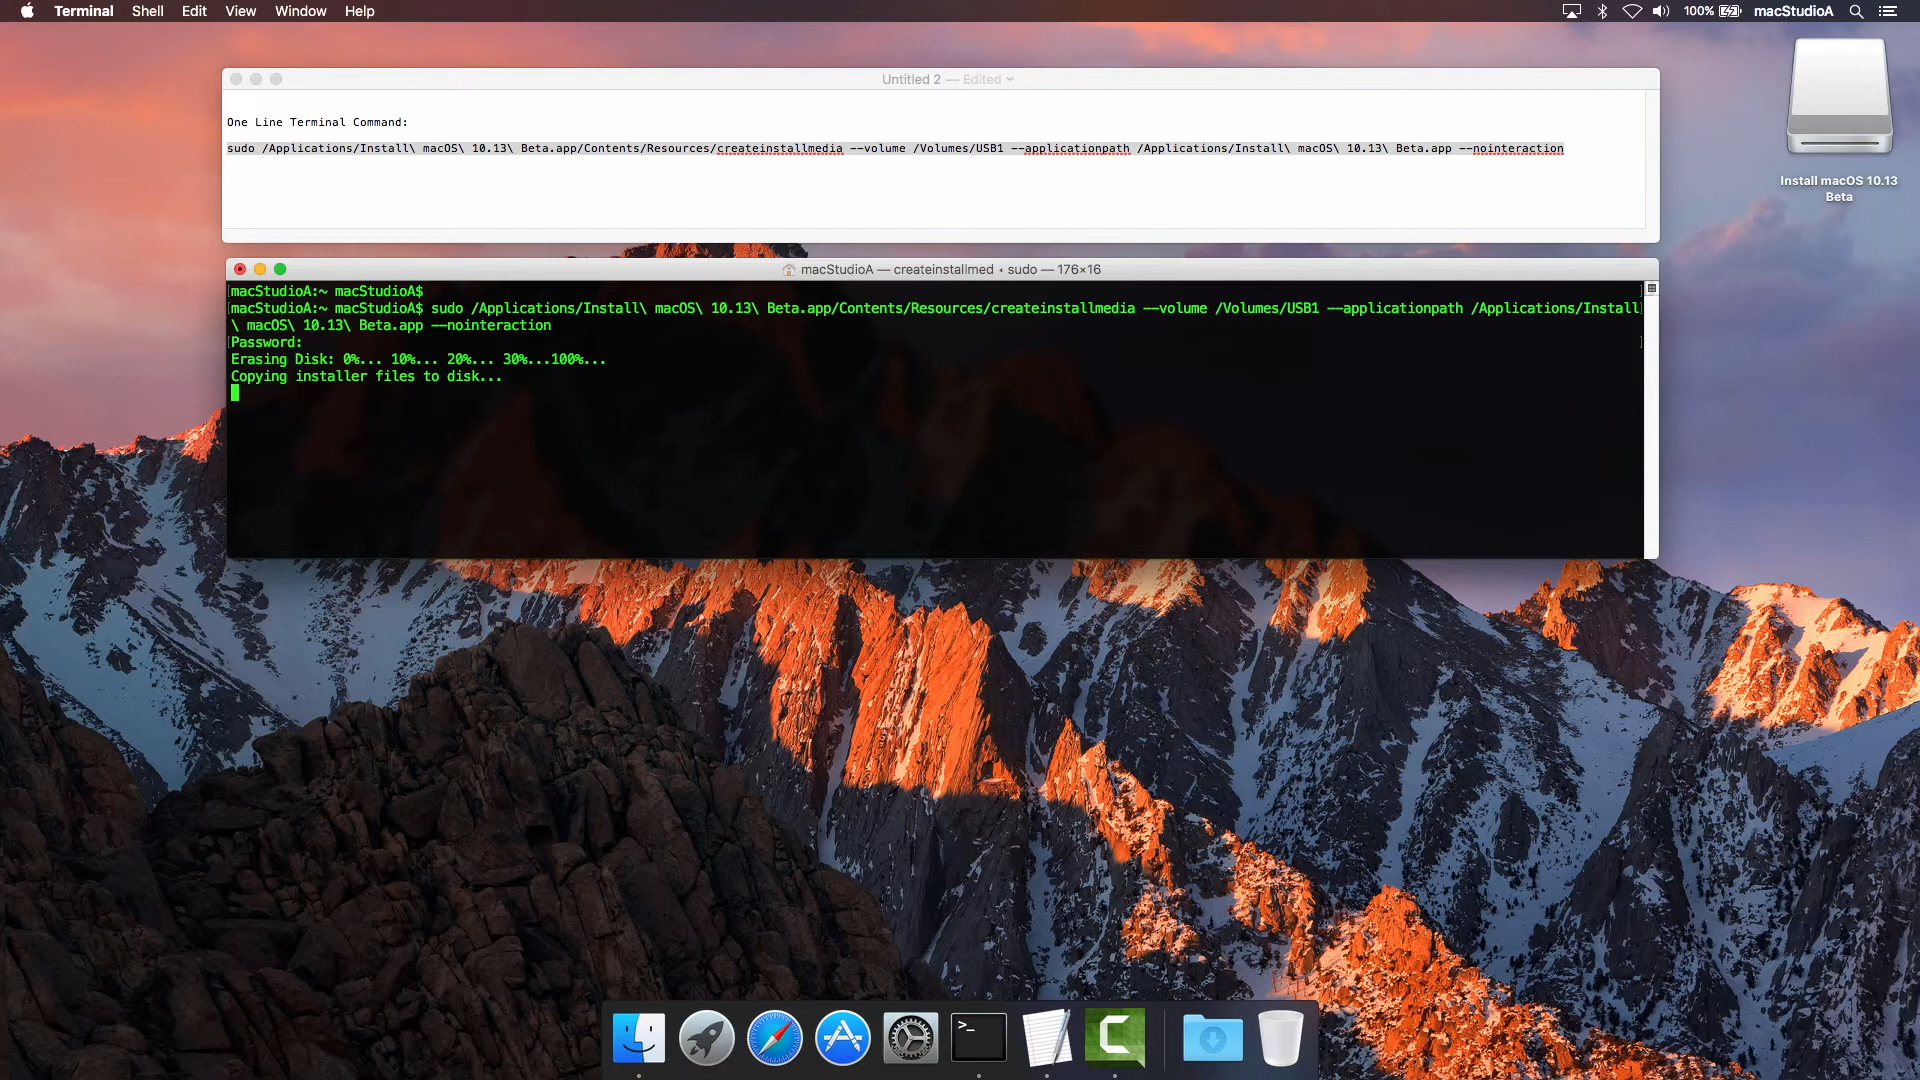 Terminal Shell Edit View Window Help 100% macStudioA
Untitled 2 — Edited
One Line Terminal Command:
sudo /Applications/Install\ macOS\ 10.13\ Beta.app/Contents/Resources/createinstallmedia --volume /Volumes/USB1 --applicationpath /Applications/Install\ macOS\ 10.13\ Beta.app --nointeraction
Install macOS 10.13
Beta
macStudioA — createinstallmed • sudo — 176×16
macStudioA:~ macStudioA$
macStudioA:~ macStudioA$ sudo /Applications/Install\ macOS\ 10.13\ Beta.app/Contents/Resources/createinstallmedia --volume /Volumes/USB1 --applicationpath /Applications/Install
\ macOS\ 10.13\ Beta.app --nointeraction
Password:
Erasing Disk: 0%... 10%... 20%... 30%...100%...
Copying installer files to disk...
>_